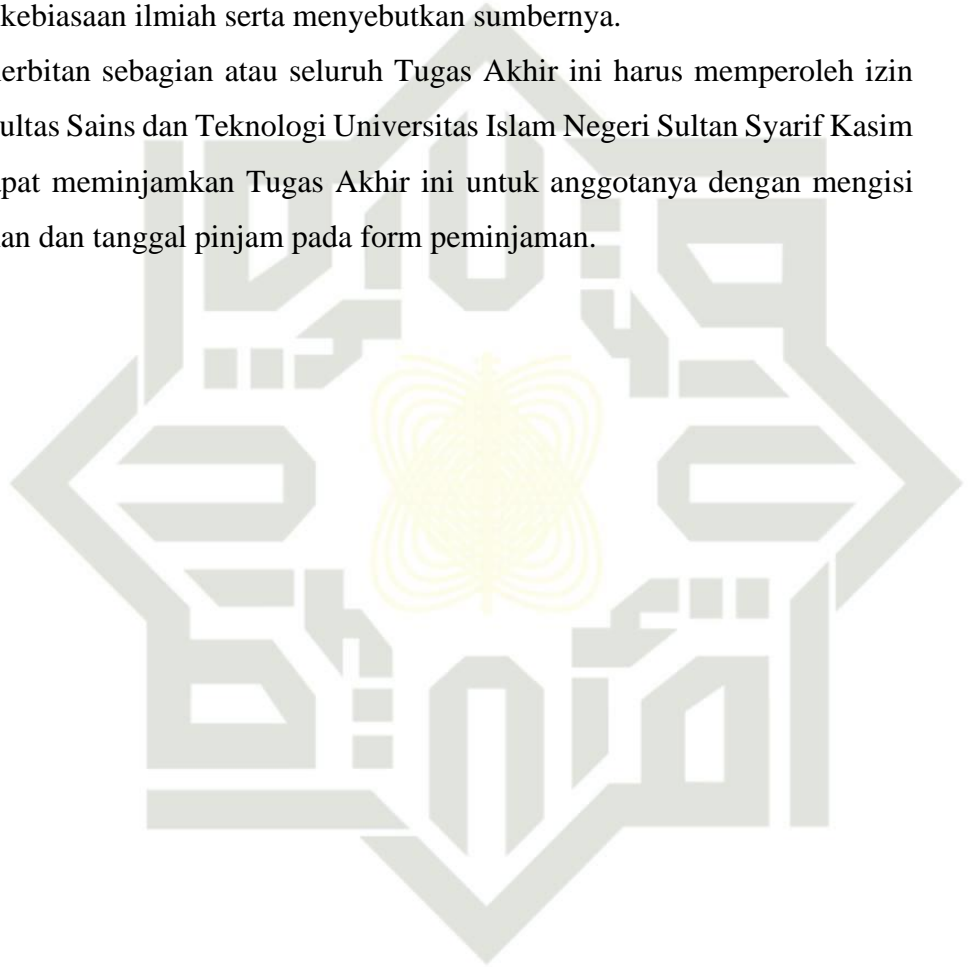 kebiasaan ilmiah serta menyebutkan sumbernya.
erbitan sebagian atau seluruh Tugas Akhir ini harus memperoleh izin
ultas Sains dan Teknologi Universitas Islam Negeri Sultan Syarif Kasim
pat meminjamkan Tugas Akhir ini untuk anggotanya dengan mengisi
an dan tanggal pinjam pada form peminjaman.